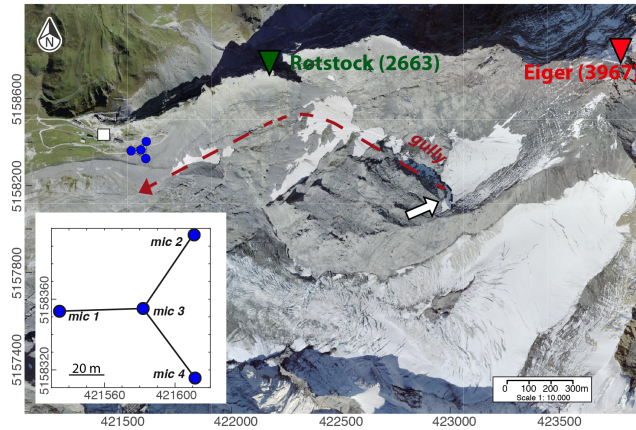 N
Rotstock (2663)
Eiger (3967)
gully
5158600
5158200
5157800
5157400
mic 2
mic 3
mic 1
mic 4
5158360
5158320
20 m
421560
421600
0 100 200 300m
Scale 1: 10.000
421500
422000
422500
423000
423500